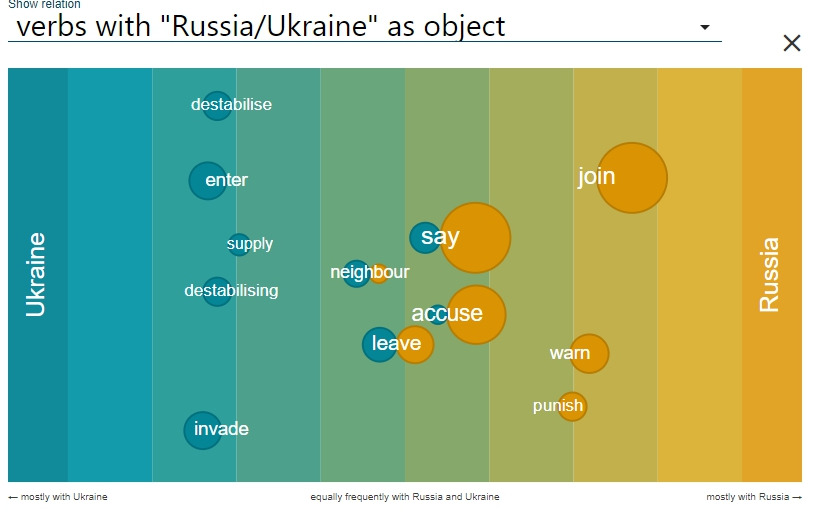 Show relation
verbs with "Russia/Ukraine" as object
destabilise
enter
join
supply
say
Ukraine
Russia
neighbour
destabilising
accuse
leave
warn
punish
invade
← mostly with Ukraine
equally frequently with Russia and Ukraine
mostly with Russia →